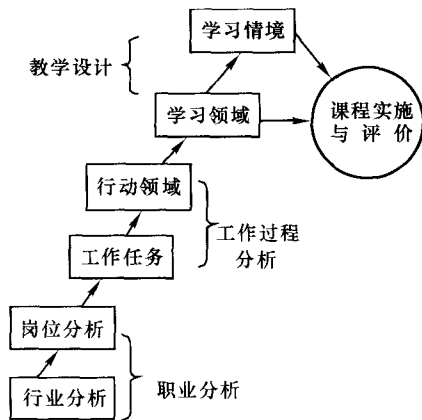 学习情境
教学设计
学习领域
课程实施
与评价
行动领域
工作过程
分析
工作任务
岗位分析
职业分析
行业分析